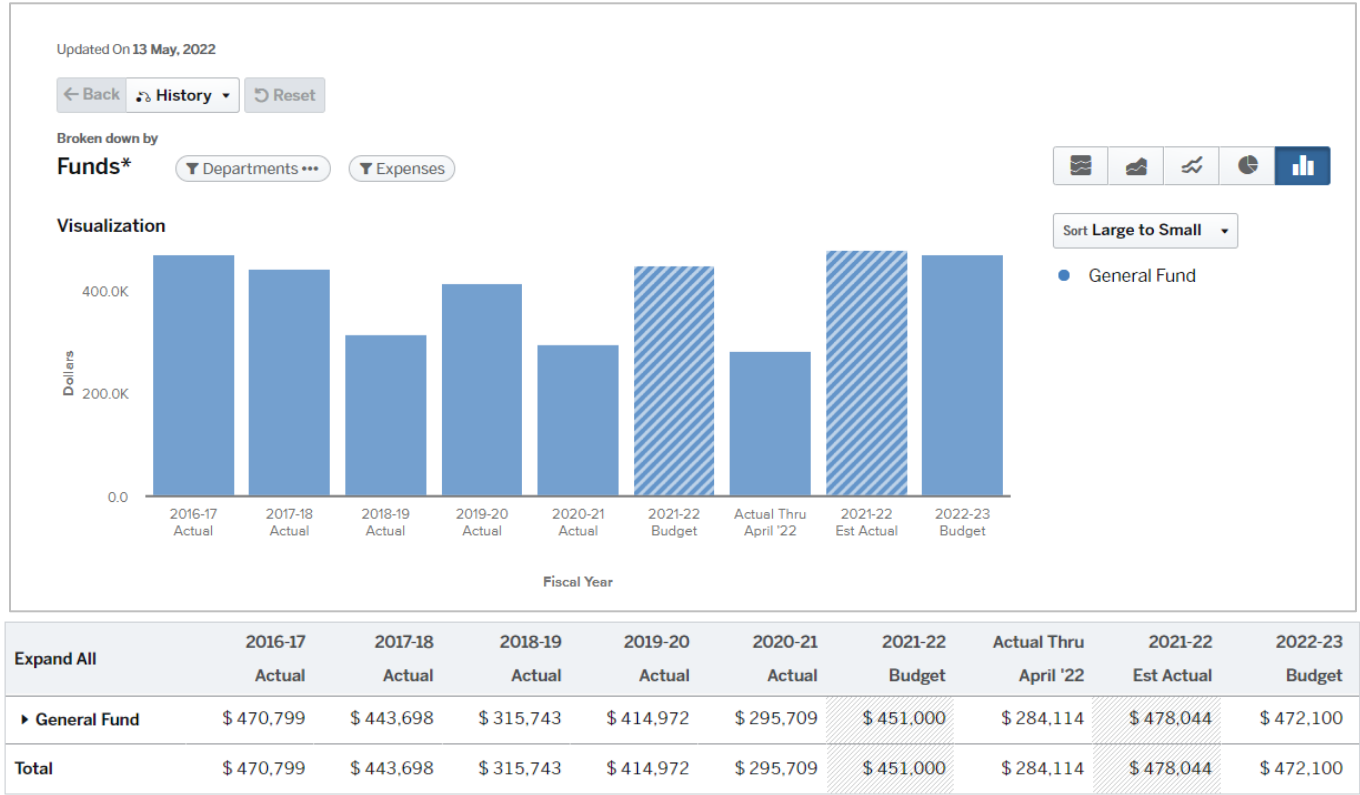 Updated On 13 May, 2022
Back History Reset
Broken down by
Funds* Departments ••• Expenses
Visualization
Sort Large to Small
General Fund
400.0K
200.0K
0.0
Dollars
2016-17 Actual
2017-18 Actual
2018-19 Actual
2019-20 Actual
2020-21 Actual
2021-22 Budget
Actual Thru April '22
2021-22 Est Actual
2022-23 Budget
Fiscal Year
Expand All 2016-17 Actual 2017-18 Actual 2018-19 Actual 2019-20 Actual 2020-21 Actual 2021-22 Budget Actual Thru April '22 2021-22 Est Actual 2022-23 Budget
General Fund $ 470,799 $ 443,698 $ 315,743 $ 414,972 $ 295,709 $ 451,000 $ 284,114 $ 478,044 $ 472,100
Total $ 470,799 $ 443,698 $ 315,743 $ 414,972 $ 295,709 $ 451,000 $ 284,114 $ 478,044 $ 472,100